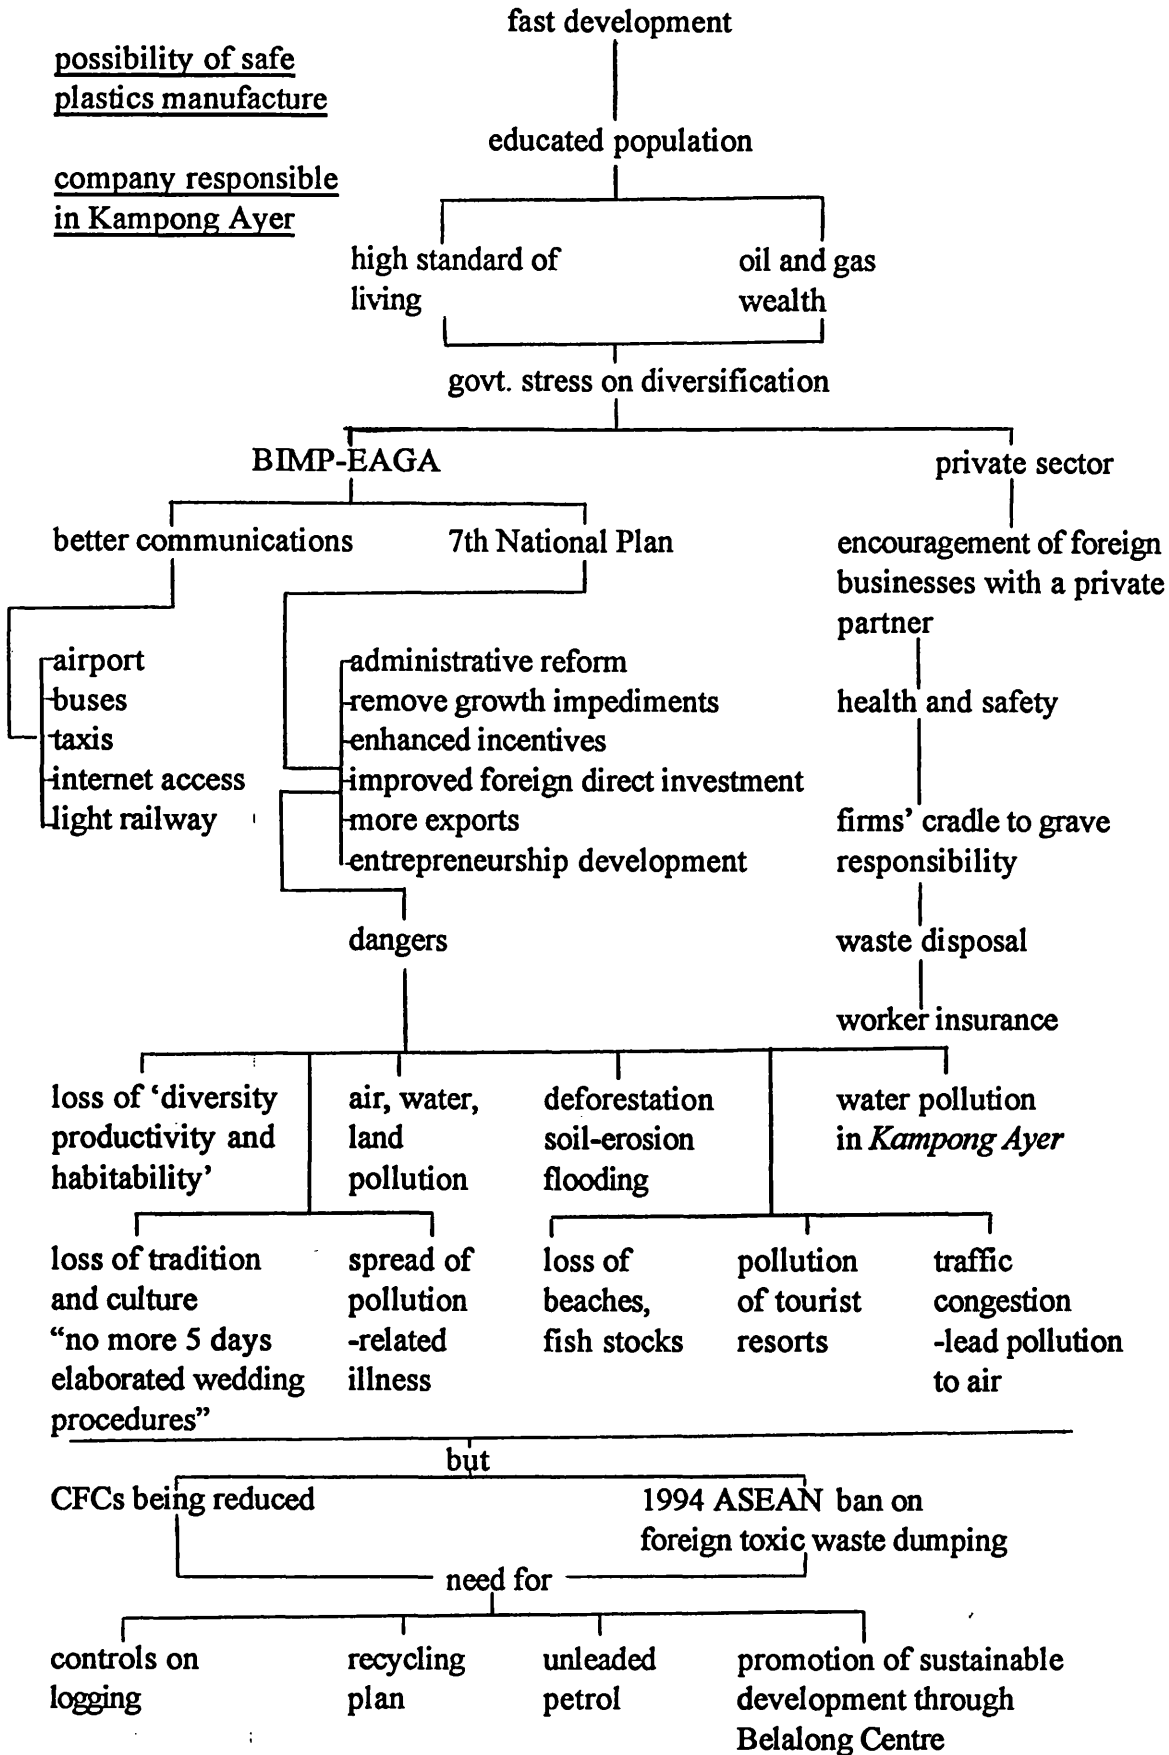 fast development
possibility of safe
plastics manufacture
educated population
company responsible
in Kampong Ayer
high standard of
living
oil and gas
wealth
govt. stress on diversification
BIMP-EAGA
private sector
better communications
7th National Plan
encouragement of foreign
businesses with a private
partner
airport
buses
taxis
internet access
light railway
administrative reform
remove growth impediments
enhanced incentives
improved foreign direct investment
more exports
entrepreneurship development
health and safety
firms' cradle to grave
responsibility
dangers
waste disposal
worker insurance
loss of 'diversity
productivity and
habitability'
air, water,
land
pollution
deforestation
soil-erosion
flooding
water pollution
in Kampong Ayer
loss of tradition
and culture
"no more 5 days
elaborated wedding
procedures"
spread of
pollution
-related
illness
loss of
beaches,
fish stocks
pollution
of tourist
resorts
traffic
congestion
-lead pollution
to air
but
CFCs being reduced
1994 ASEAN ban on
foreign toxic waste dumping
need for
controls on
logging
recycling
plan
unleaded
petrol
promotion of sustainable
development through
Belalong Centre